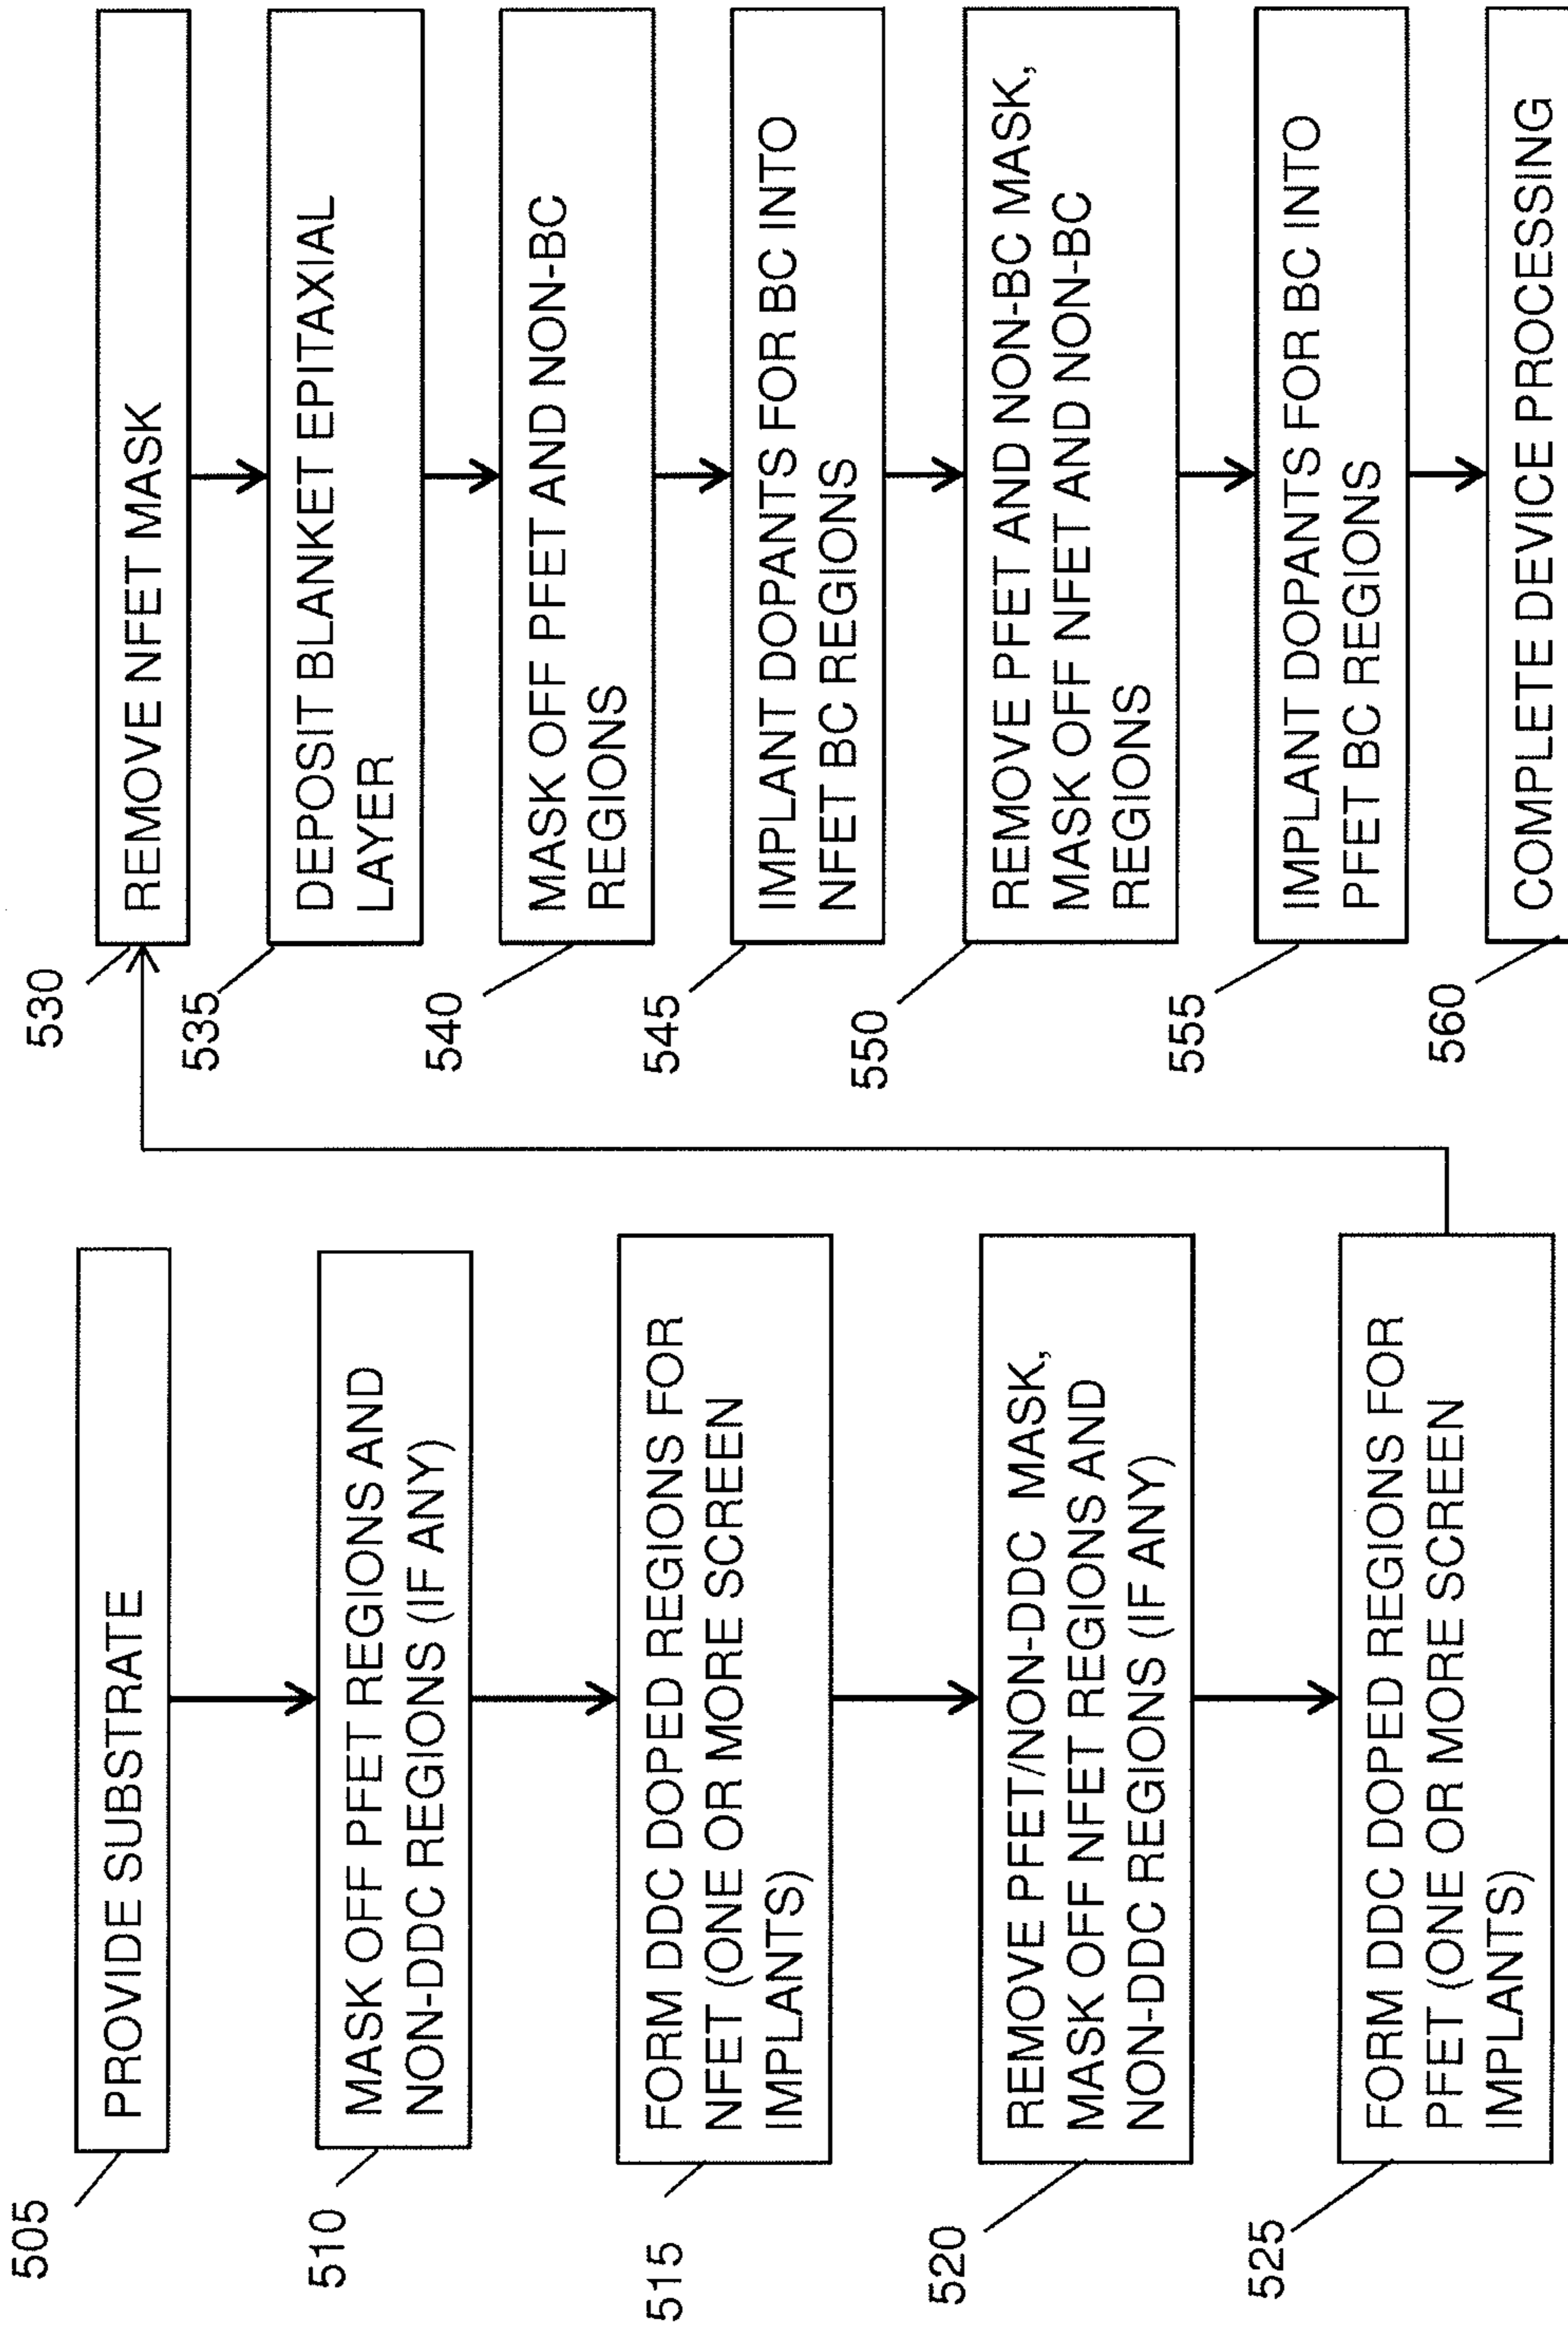 505
PROVIDE SUBSTRATE
510
MASK OFF PFET REGIONS AND
NON-DDC REGIONS (IF ANY)
515
FORM DDC DOPED REGIONS FOR
NFET (ONE OR MORE SCREEN
IMPLANTS)
520
REMOVE PFET/NON-DDC MASK,
MASK OFF NFET REGIONS AND
NON-DDC REGIONS (IF ANY)
525
FORM DDC DOPED REGIONS FOR
PFET (ONE OR MORE SCREEN
IMPLANTS)
530
REMOVE NFET MASK
535
DEPOSIT BLANKET EPITAXIAL
LAYER
540
MASK OFF PFET AND NON-BC
REGIONS
545
IMPLANT DOPANTS FOR BC INTO
NFET BC REGIONS
550
REMOVE PFET AND NON-BC MASK,
MASK OFF NFET AND NON-BC
REGIONS
555
IMPLANT DOPANTS FOR BC INTO
PFET BC REGIONS
560
COMPLETE DEVICE PROCESSING